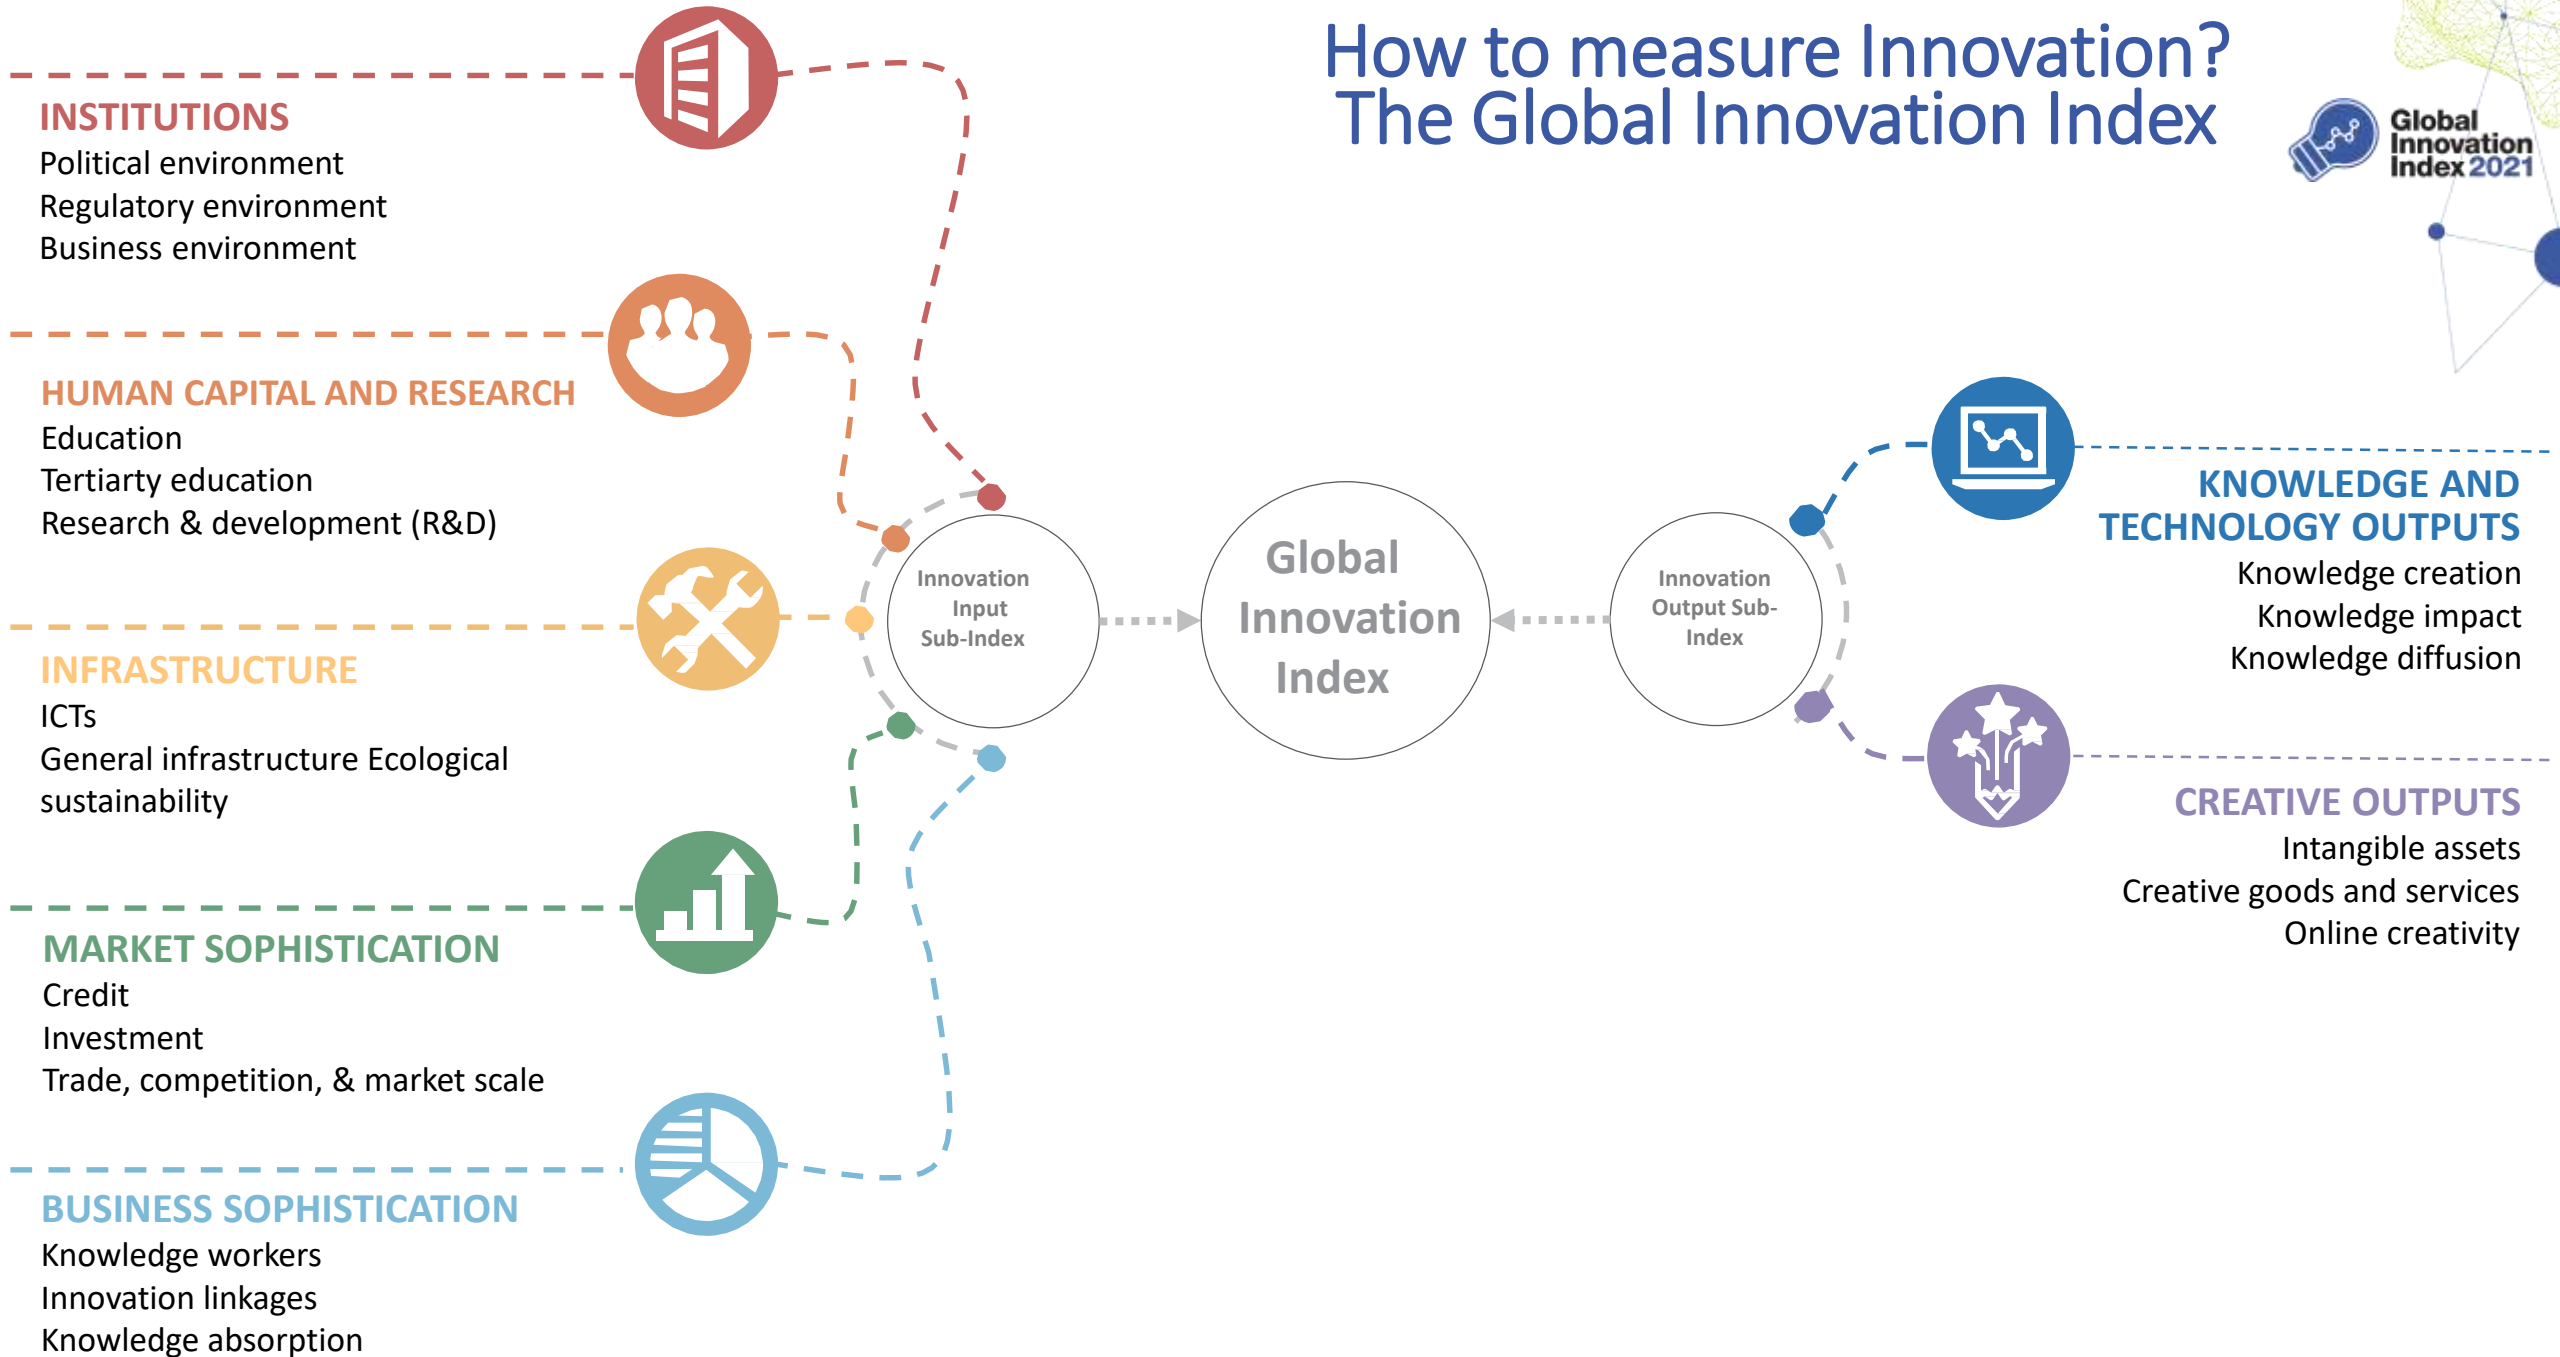 How to measure Innovation?
The Global Innovation Index
Global
Innovation
Index 2021
INSTITUTIONS
Political environment
Regulatory environment
Business environment
HUMAN CAPITAL AND RESEARCH
Education
Tertiarty education
Research & development (R&D)
INFRASTRUCTURE
ICTs
General infrastructure Ecological
sustainability
MARKET SOPHISTICATION
Credit
Investment
Trade, competition, & market scale
BUSINESS SOPHISTICATION
Knowledge workers
Innovation linkages
Knowledge absorption
Innovation
Input
Sub-Index
Global
Innovation
Index
Innovation
Output Sub-
Index
KNOWLEDGE AND
TECHNOLOGY OUTPUTS
Knowledge creation
Knowledge impact
Knowledge diffusion
CREATIVE OUTPUTS
Intangible assets
Creative goods and services
Online creativity